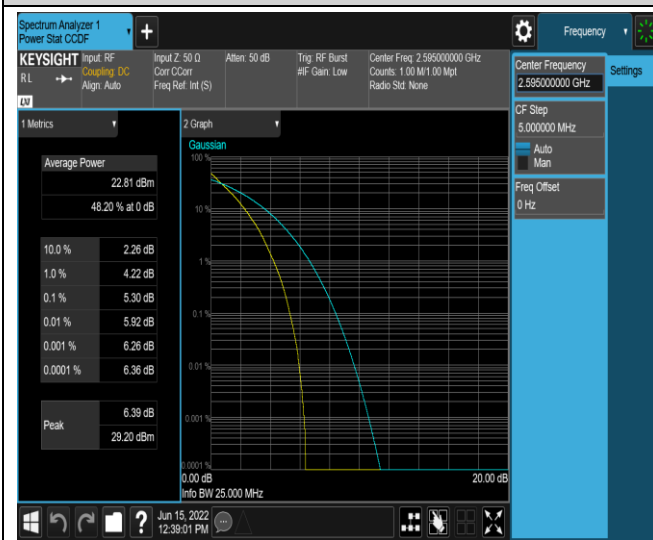 Spectrum Analyzer 1
Power Stat CCDF
+
Frequency
KEYSIGHT
RL
LXI
Input: RF
Coupling: DC
Align: Auto
Input Z: 50 Ω
Corr CCorr
Freq Ref: Int (S)
Atten: 50 dB
Trig: RF Burst
#IF Gain: Low
Center Freq: 2.595000000 GHz
Counts: 1.00 M/1.00 Mpt
Radio Std: None
Center Frequency
2.595000000 GHz
Settings
CF Step
5.000000 MHz
Auto
Man
Freq Offset
0 Hz
1 Metrics
Average Power
22.81 dBm
48.20 % at 0 dB
10.0 % 2.26 dB
1.0 % 4.22 dB
0.1 % 5.30 dB
0.01 % 5.92 dB
0.001 % 6.26 dB
0.0001 % 6.36 dB
Peak
6.39 dB
29.20 dBm
2 Graph
Gaussian
100 %
10 %
1 %
0.1 %
0.01 %
0.001 %
0.0001 %
0.00 dB 20.00 dB
Info BW 25.000 MHz
?
Jun 15, 2022
12:39:01 PM